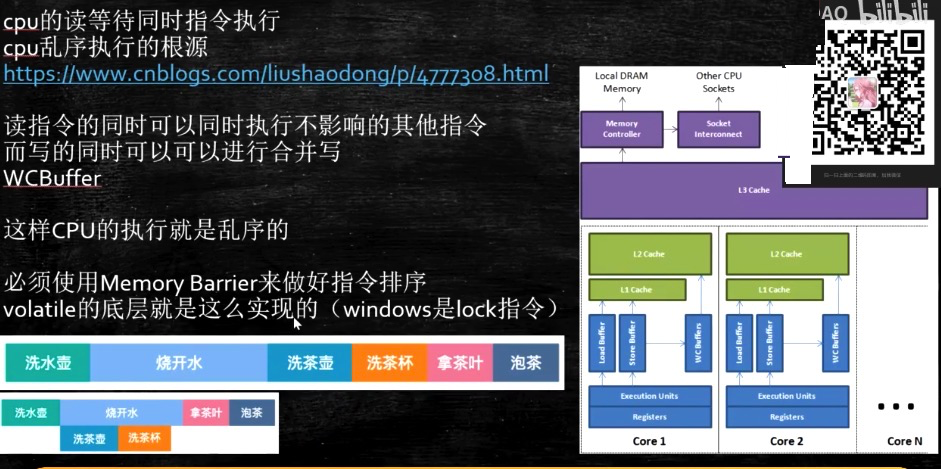 cpu的读等待同时指令执行
cpu乱序执行的根源
https://www.cnblogs.com/liushaodong/p/4777308.html
读指令的同时可以同时执行不影响的其他指令
而写的同时可以可以进行合并写
WCBuffer
这样CPU的执行就是乱序的
必须使用Memory Barrier来做好指令排序
volatile的底层就是这么实现的（windows是lock指令）
洗水壶 烧开水 洗茶壶 洗茶杯 拿茶叶 泡茶
洗水壶 烧开水 拿茶叶 泡茶
洗茶壶 洗茶杯
AO bilibili
Local DRAM Memory
Other CPU Sockets
Memory Controller
Socket Interconnect
L3 Cache
L2 Cache
L1 Cache
Load Buffer
Store Buffer
WC Buffers
Execution Units
Registers
Core 1
L2 Cache
L1 Cache
Load Buffer
Store Buffer
WC Buffers
Execution Units
Registers
Core 2
...
Core N